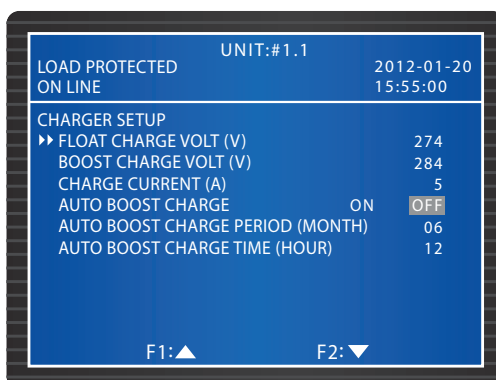 UNIT:#1.1
LOAD PROTECTED 2012-01-20
ON LINE 15:55:00
CHARGER SETUP
FLOAT CHARGE VOLT (V) 274
BOOST CHARGE VOLT (V) 284
CHARGE CURRENT (A) 5
AUTO BOOST CHARGE ON OFF
AUTO BOOST CHARGE PERIOD (MONTH) 06
AUTO BOOST CHARGE TIME (HOUR) 12
F1:▲ F2:▼